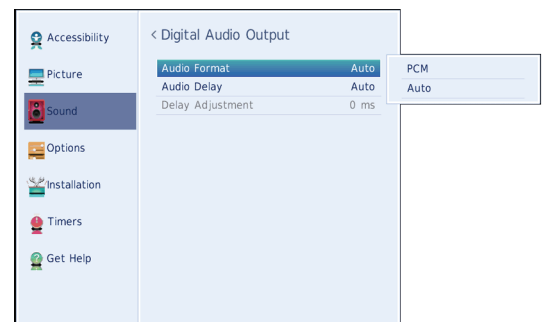 Accessibility
Picture
Sound
Options
Installation
Timers
Get Help
< Digital Audio Output
Audio Format Auto
Audio Delay Auto
Delay Adjustment 0 ms
PCM
Auto